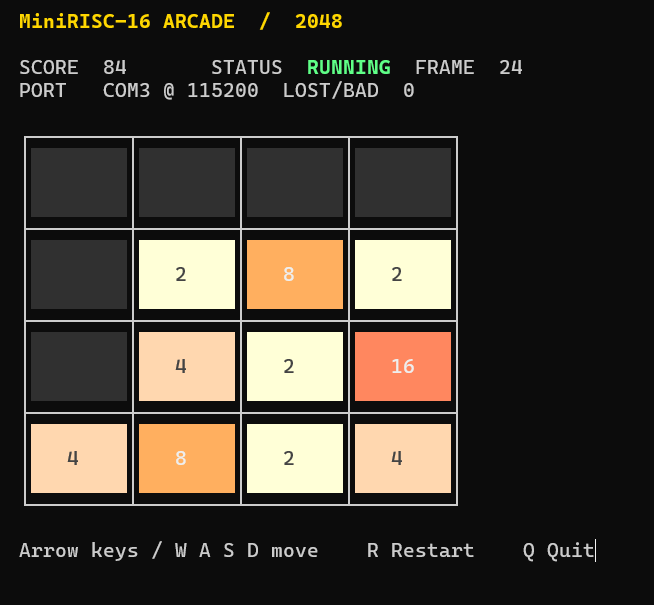 MiniRISC-16 ARCADE / 2048
SCORE 84 STATUS RUNNING FRAME 24
PORT COM3 @ 115200 LOST/BAD 0
2 8 2
4 2 16
4 8 2 4
Arrow keys / W A S D move R Restart Q Quit